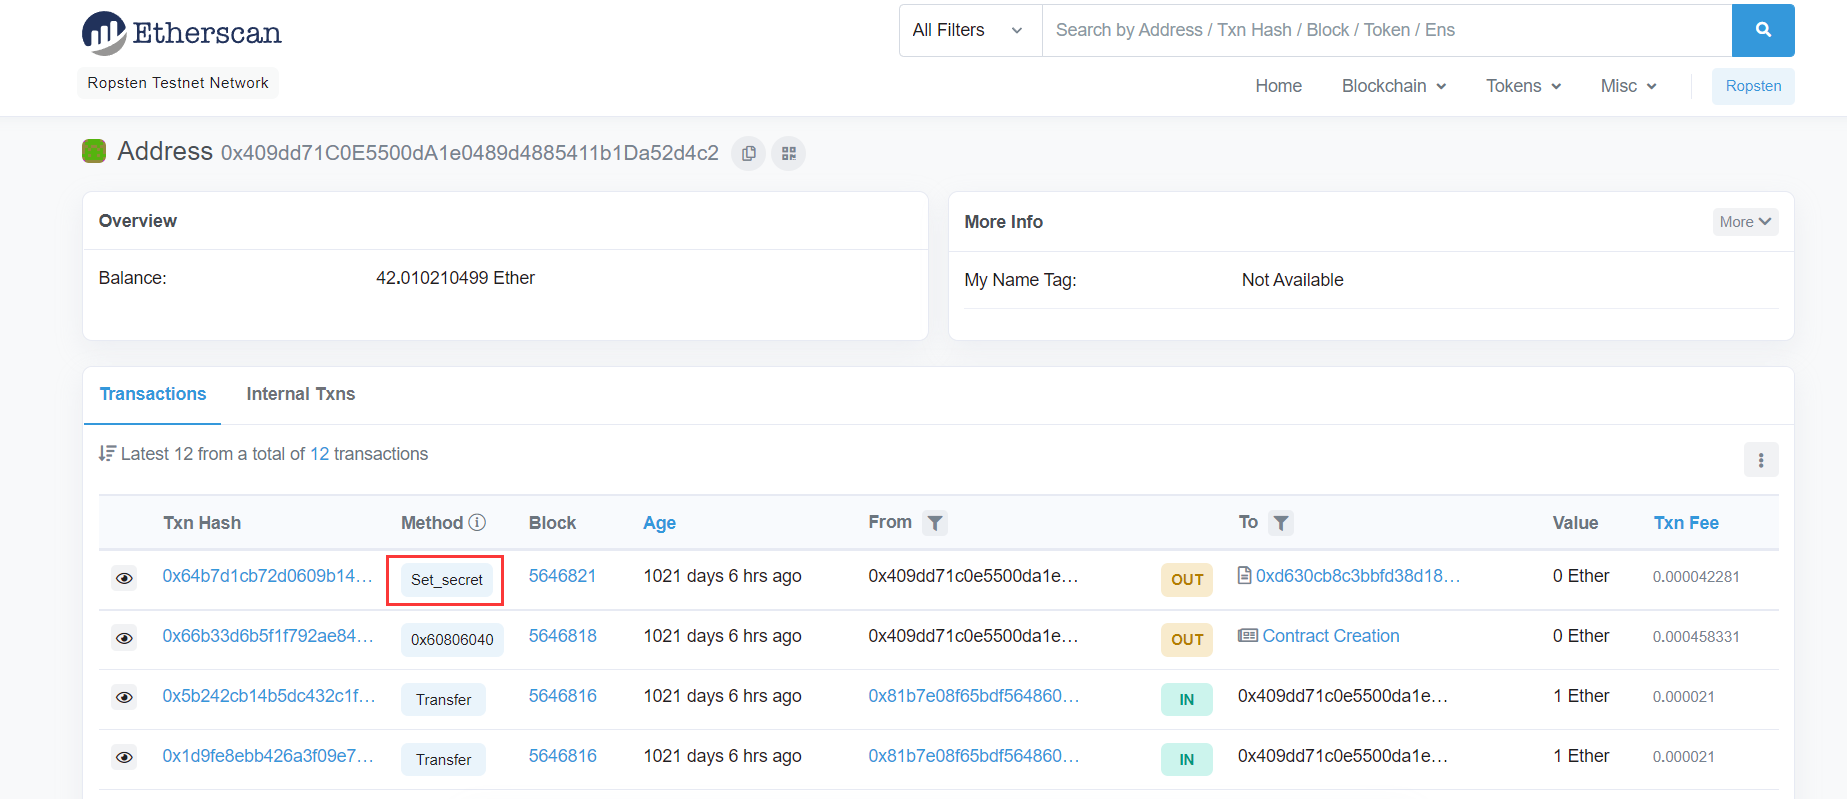 Etherscan
All Filters
Search by Address / Txn Hash / Block / Token / Ens
Ropsten Testnet Network
Home Blockchain Tokens Misc Ropsten
Address 0x409dd71C0E5500dA1e0489d4885411b1Da52d4c2
Overview
Balance: 42.010210499 Ether
More Info More
My Name Tag: Not Available
Transactions Internal Txns
Latest 12 from a total of 12 transactions
Txn Hash Method Block Age From To Value Txn Fee
0x64b7d1cb72d0609b14... Set_secret 5646821 1021 days 6 hrs ago 0x409dd71c0e5500da1e... OUT 0xd630cb8c3bbfd38d18... 0 Ether 0.000042281
0x66b33d6b5f1f792ae84... 0x60806040 5646818 1021 days 6 hrs ago 0x409dd71c0e5500da1e... OUT Contract Creation 0 Ether 0.000458331
0x5b242cb14b5dc432c1f... Transfer 5646816 1021 days 6 hrs ago 0x81b7e08f65bdf564860... IN 0x409dd71c0e5500da1e... 1 Ether 0.000021
0x1d9fe8ebb426a3f09e7... Transfer 5646816 1021 days 6 hrs ago 0x81b7e08f65bdf564860... IN 0x409dd71c0e5500da1e... 1 Ether 0.000021